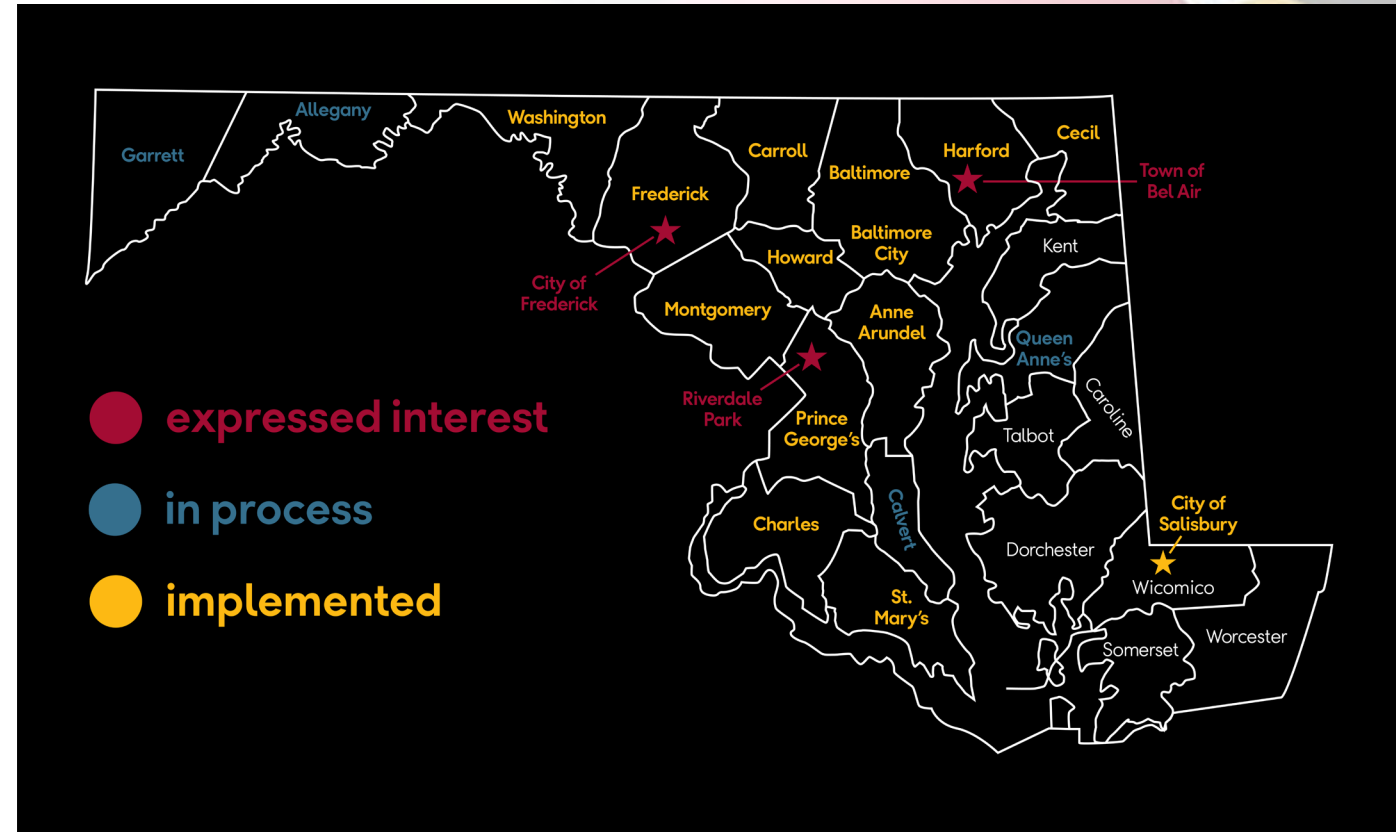 Allegany
Garrett
Washington
Frederick
Carroll
Baltimore
Harford
Cecil
Town of
Bel Air
Baltimore
City
Howard
Kent
City of
Frederick
Montgomery
Anne
Arundel
Queen
Anne's
Riverdale
Park
Prince
George's
Caroline
Talbot
expressed interest
in process
implemented
Charles
Calvert
St.
Mary's
Dorchester
City of
Salisbury
Wicomico
Somerset
Worcester